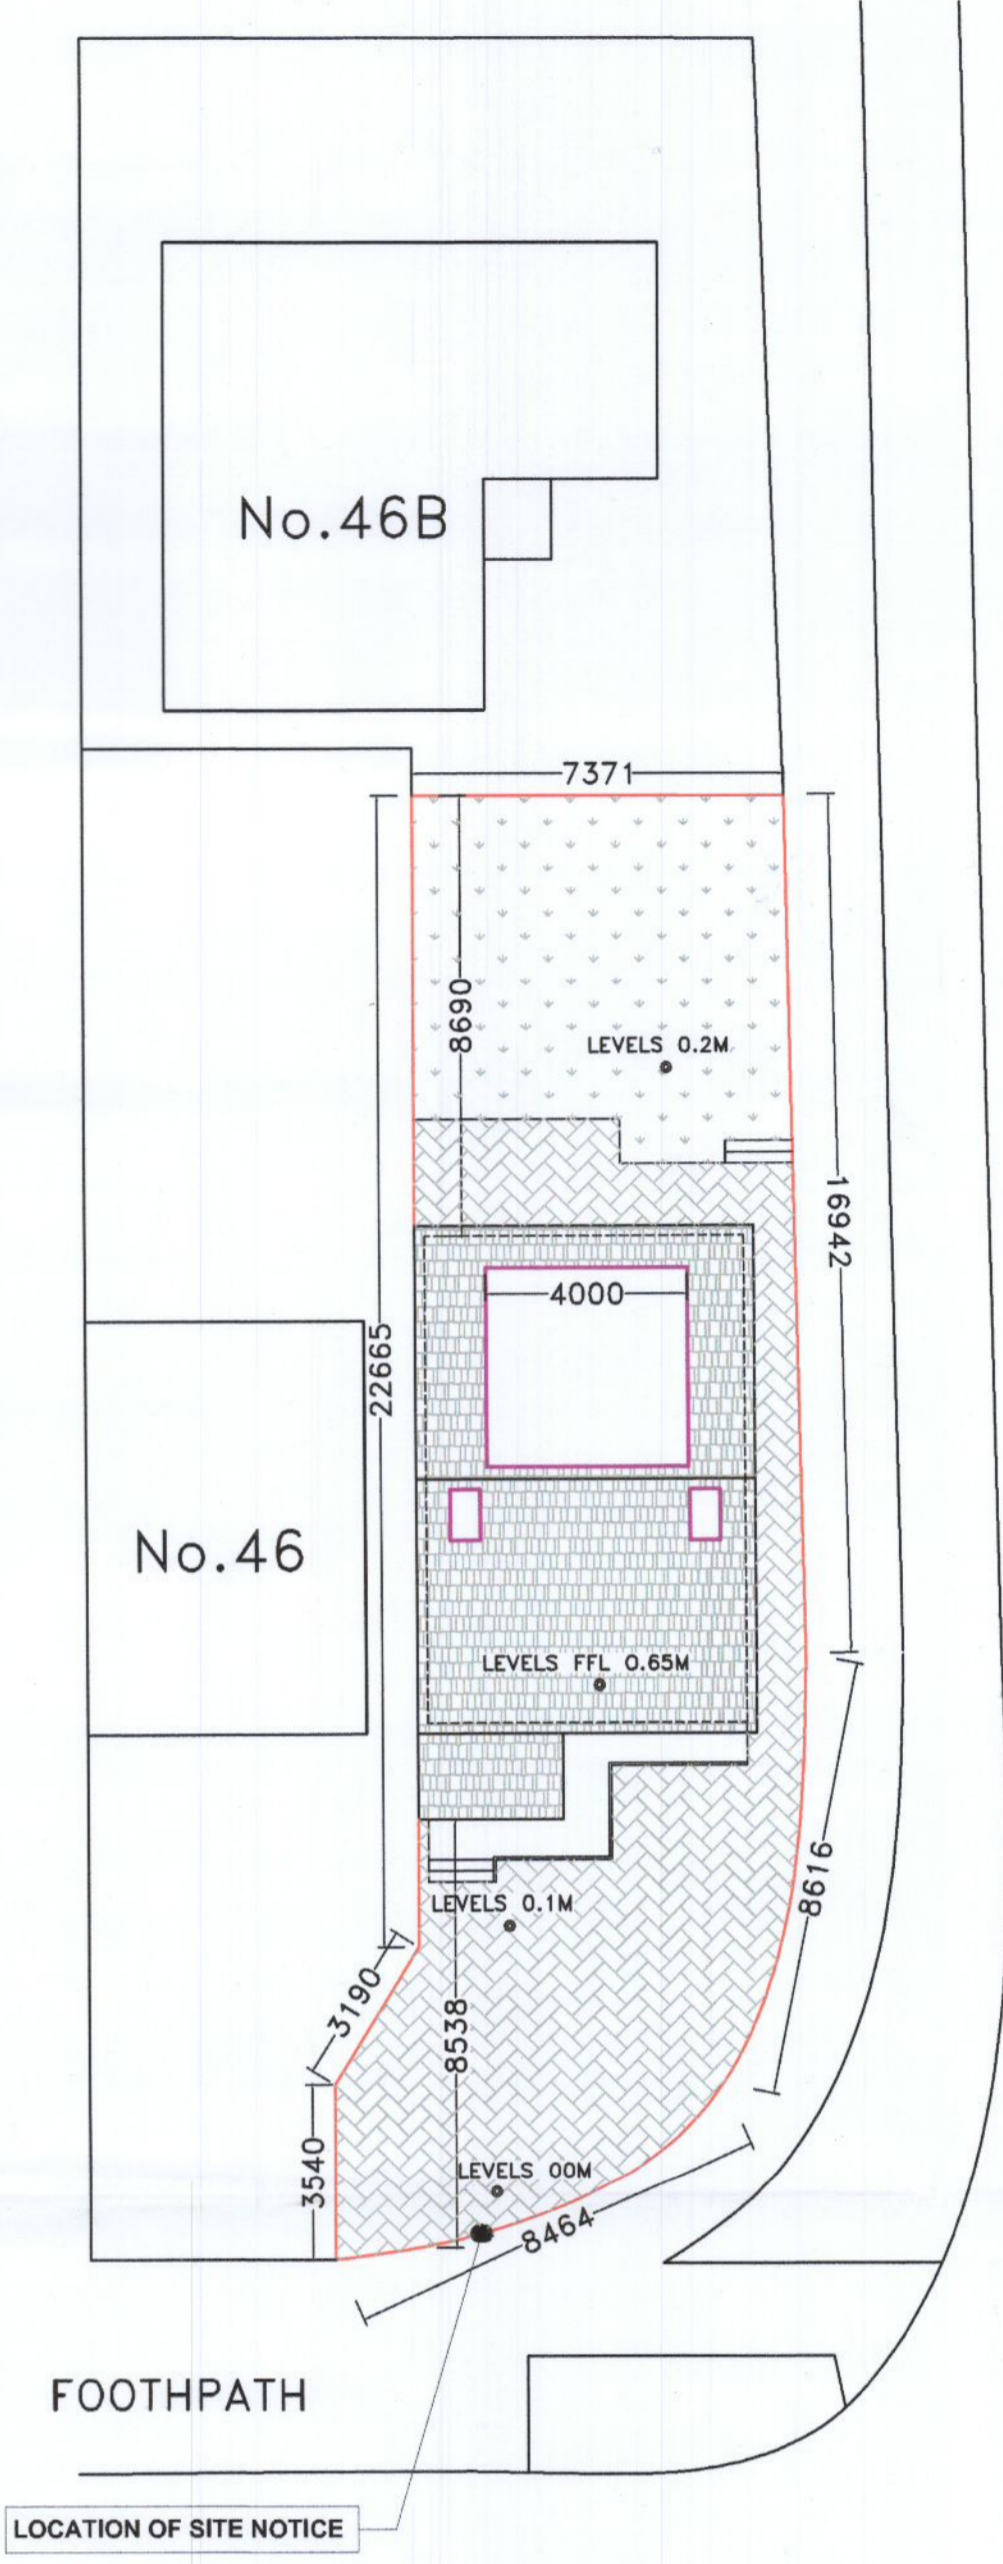 No.46B
7371
8690
LEVELS 0.2M
16942
4000
22665
No.46
LEVELS FFL 0.65M
8616
LEVELS 0.1M
3190
8538
3540
LEVELS 00M
8464
FOOTHPATH
LOCATION OF SITE NOTICE